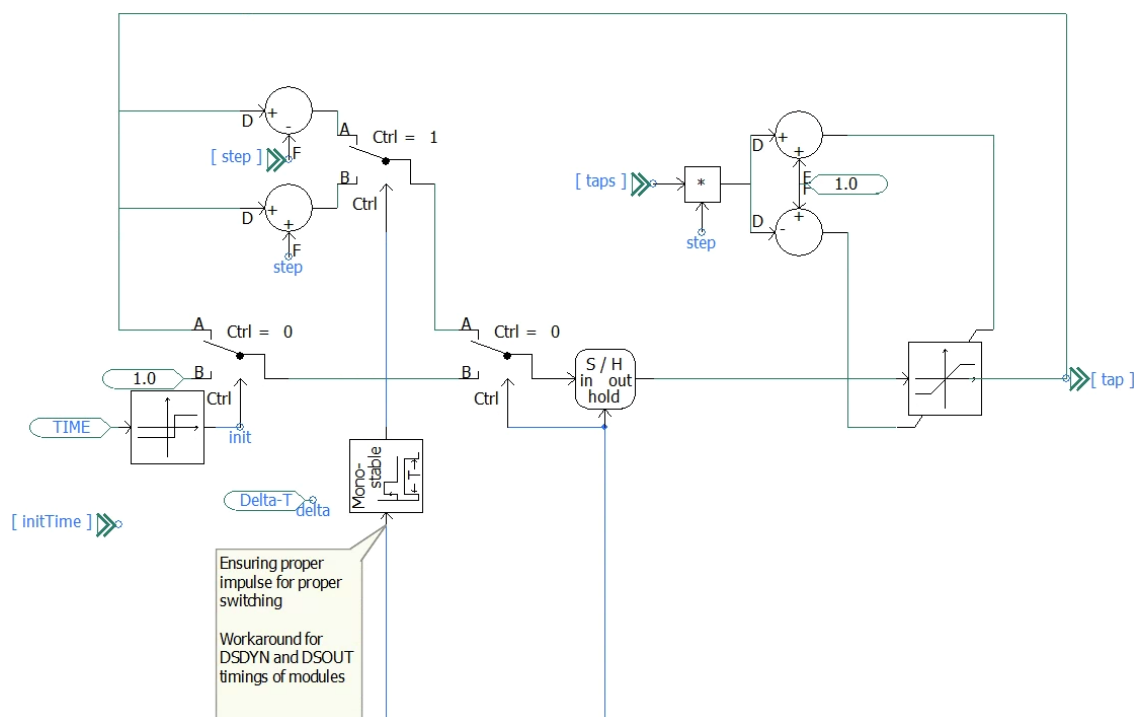 A
D
+
-
F
[ step ]
Ctrl = 1
B
D
+
+
F
step
Ctrl
[ taps ]
*
step
D
+
+
F
F
1.0
D
-
+
A
Ctrl = 0
B
1.0
Ctrl
TIME
init
A
Ctrl = 0
B
Ctrl
S / H
in out
hold
[ tap ]
Mono-
stable
T
Delta-T
delta
[ initTime ]
Ensuring proper
impulse for proper
switching
Workaround for
DSDYN and DSOUT
timings of modules